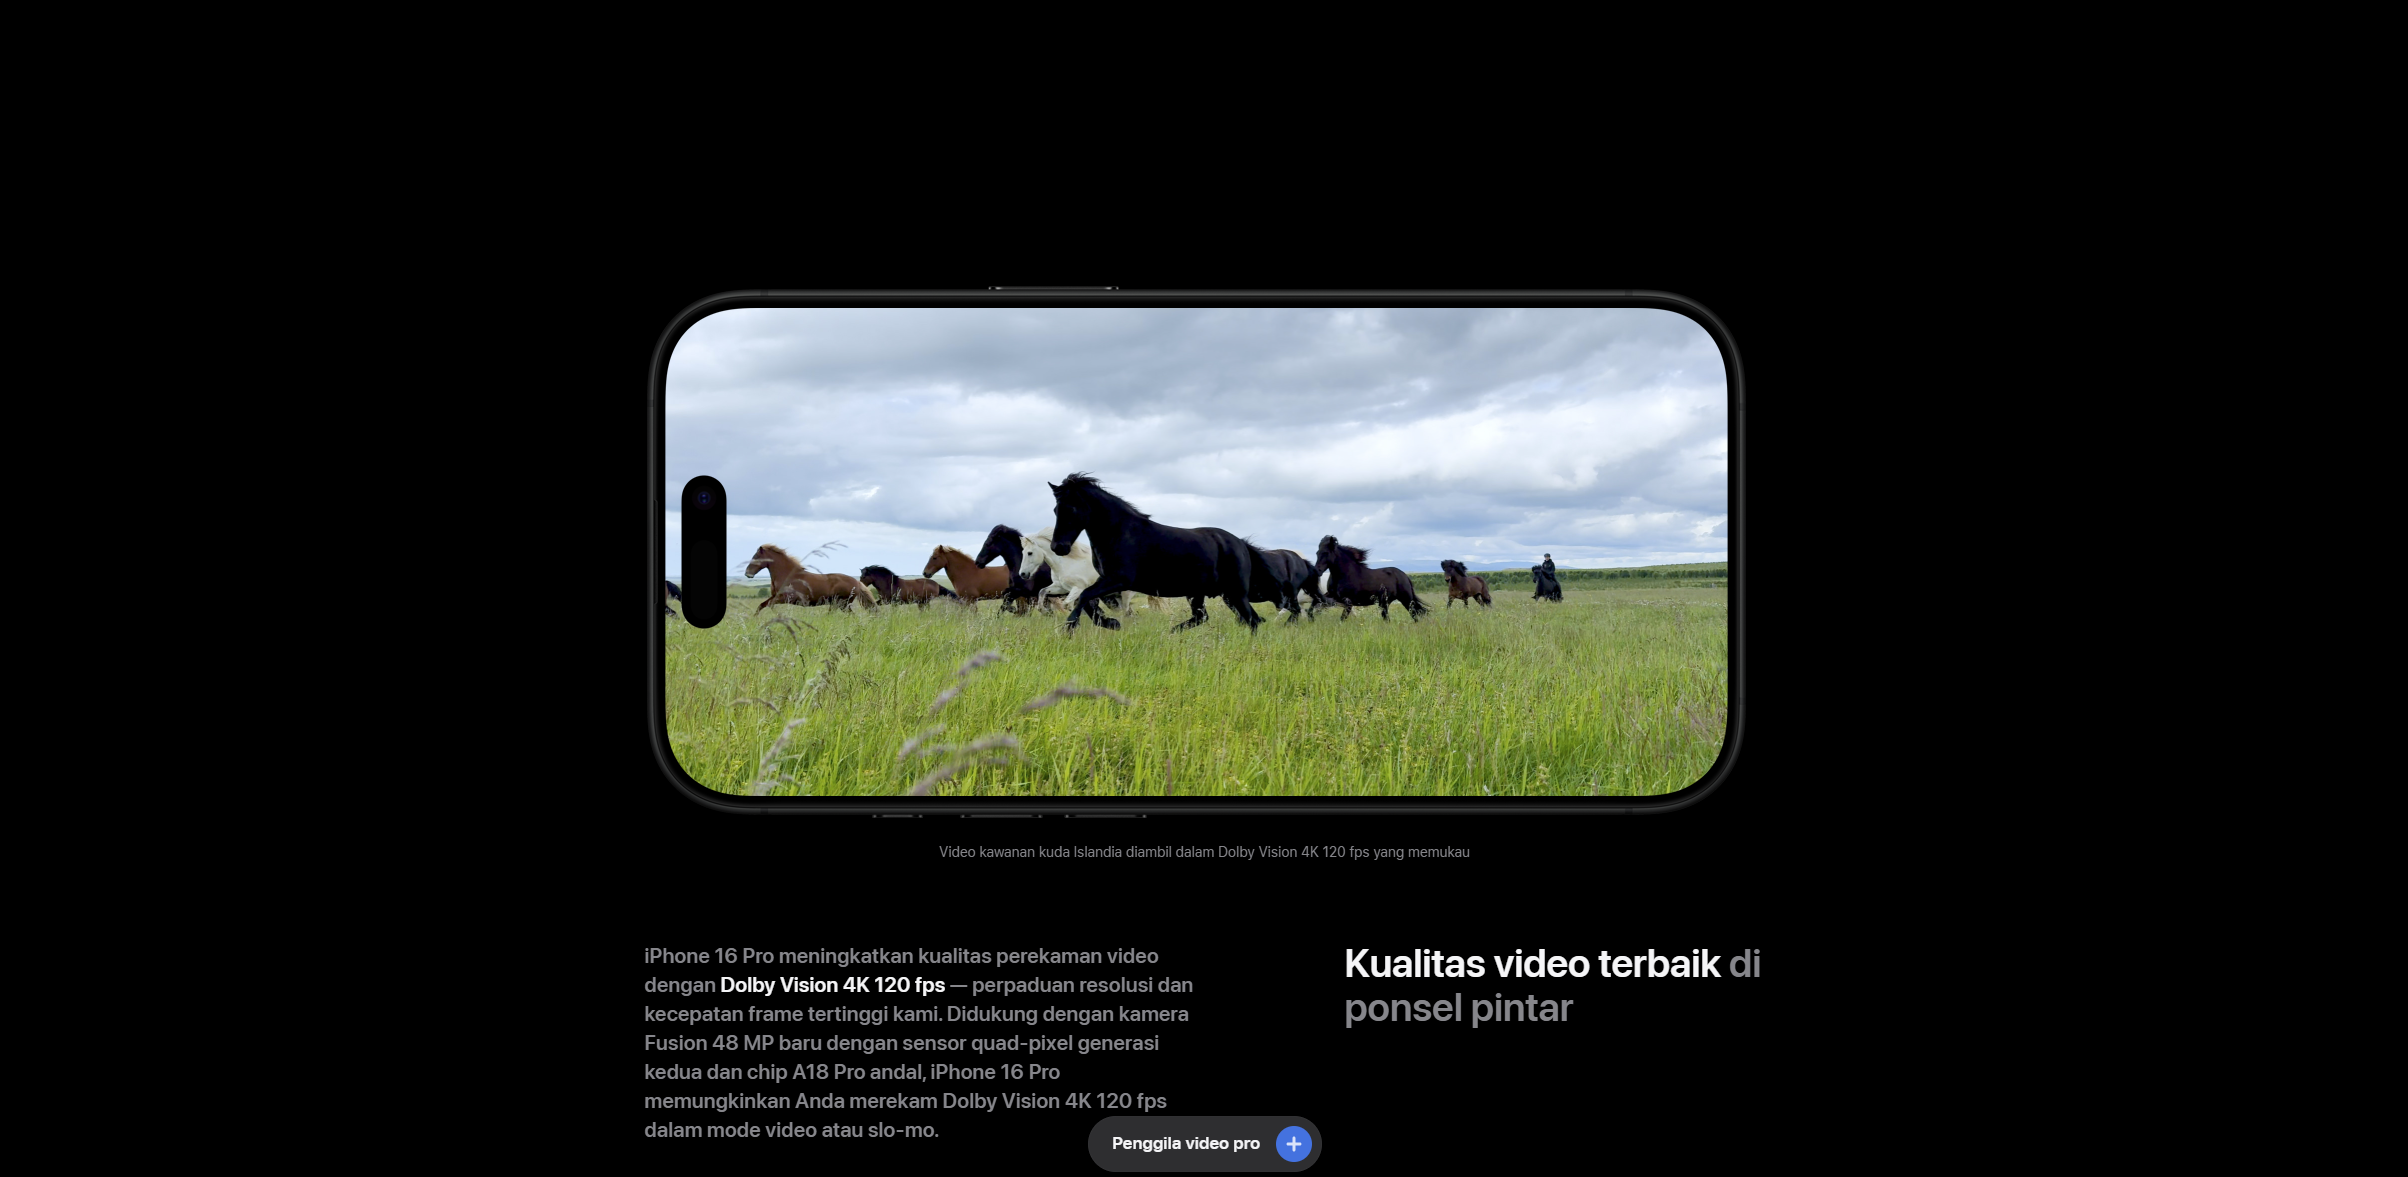 Video kawanan kuda Islandia diambil dalam Dolby Vision 4K 120 fps yang memukau
iPhone 16 Pro meningkatkan kualitas perekaman video
dengan Dolby Vision 4K 120 fps — perpaduan resolusi dan
kecepatan frame tertinggi kami. Didukung dengan kamera
Fusion 48 MP baru dengan sensor quad-pixel generasi
kedua dan chip A18 Pro andal, iPhone 16 Pro
memungkinkan Anda merekam Dolby Vision 4K 120 fps
dalam mode video atau slo-mo.
Kualitas video terbaik di
ponsel pintar
Penggila video pro